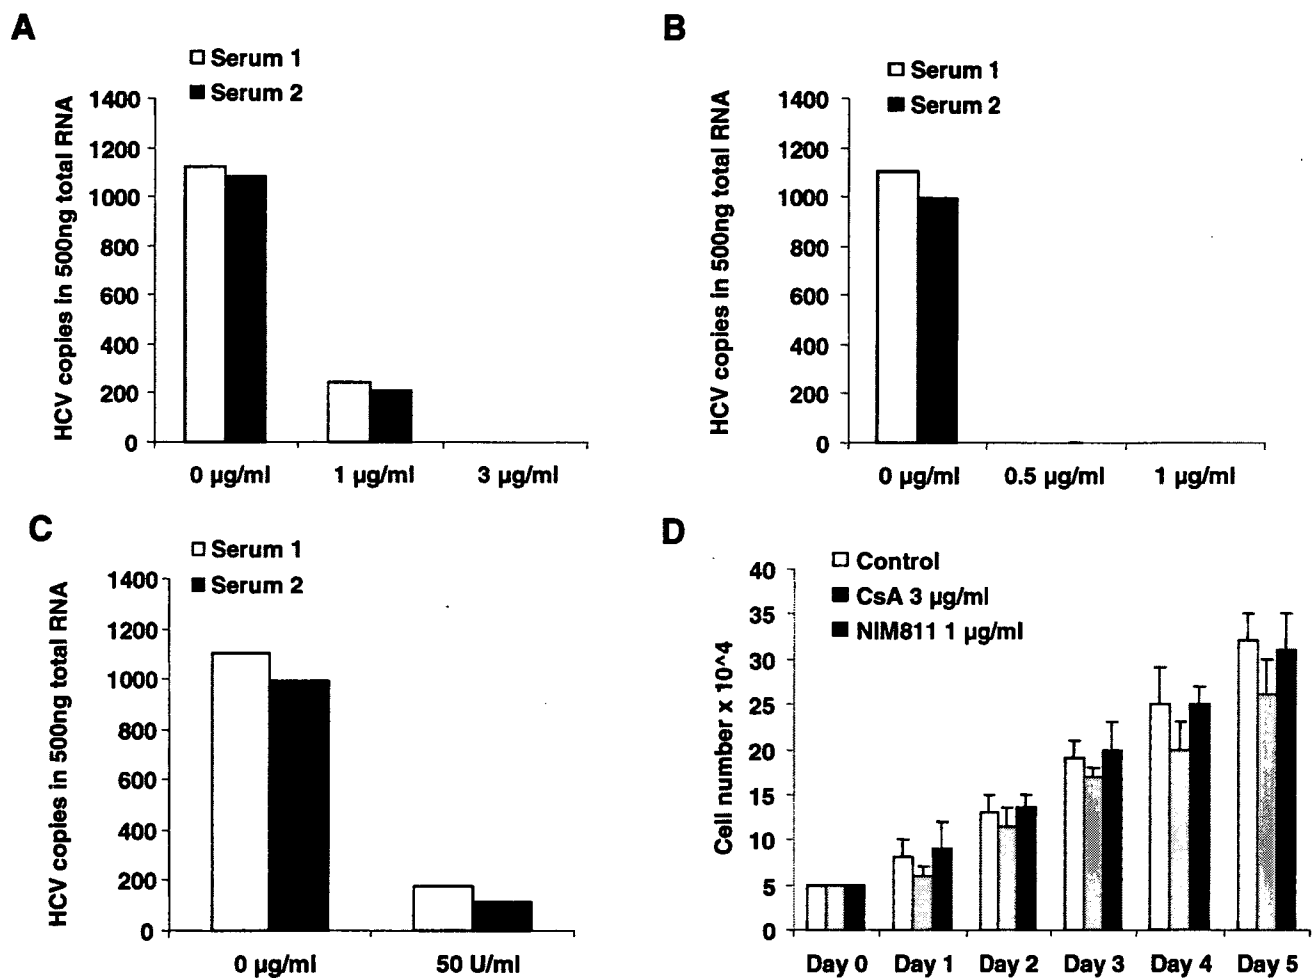 A
Serum 1
Serum 2
HCV copies in 500ng total RNA
1400
1200
1000
800
600
400
200
0
0 µg/ml 1 µg/ml 3 µg/ml
B
Serum 1
Serum 2
HCV copies in 500ng total RNA
1400
1200
1000
800
600
400
200
0
0 µg/ml 0.5 µg/ml 1 µg/ml
C
Serum 1
Serum 2
HCV copies in 500ng total RNA
1400
1200
1000
800
600
400
200
0
0 µg/ml 50 U/ml
D
Control
CsA 3 µg/ml
NIM811 1 µg/ml
Cell number x 10^4
40
35
30
25
20
15
10
5
0
Day 0 Day 1 Day 2 Day 3 Day 4 Day 5